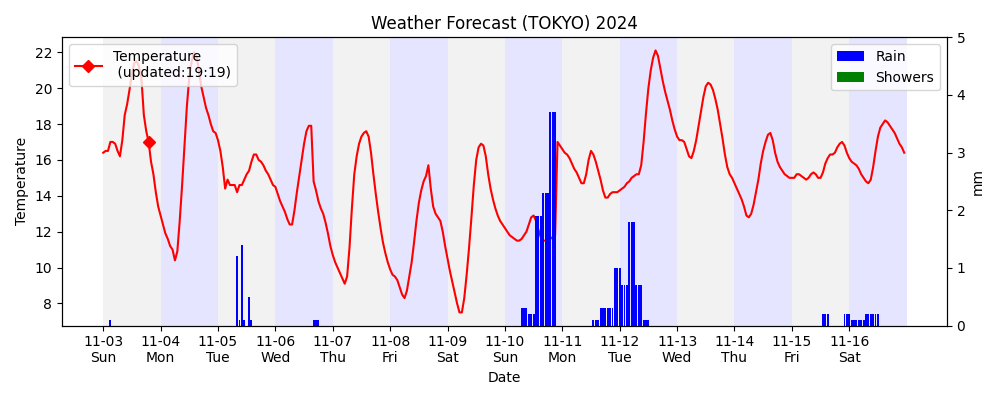 Weather Forecast (TOKYO) 2024
Temperature
(updated:19:19)
Rain
Showers
Temperature
22
20
18
16
14
12
10
8
5
4
3
2
1
0
mm
11-03 11-04 11-05 11-06 11-07 11-08 11-09 11-10 11-11 11-12 11-13 11-14 11-15 11-16
Sun Mon Tue Wed Thu Fri Sat Sun Mon Tue Wed Thu Fri Sat
Date